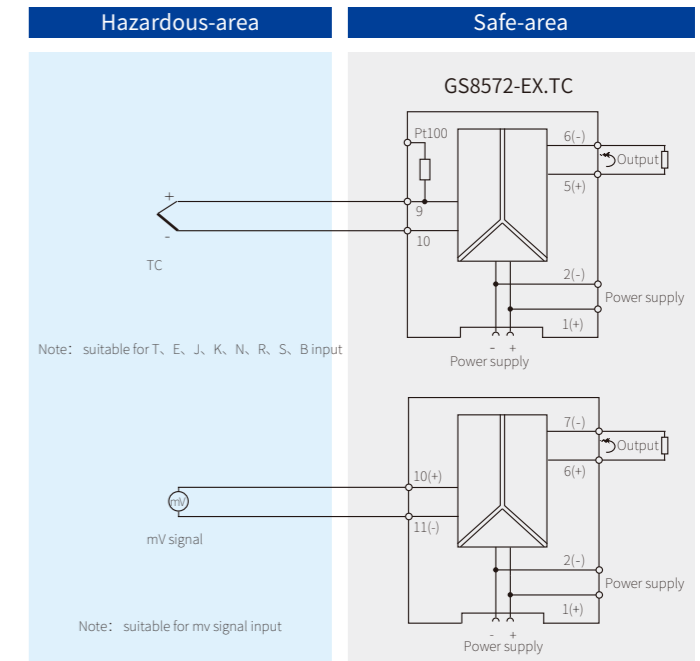 Hazardous-area
Safe-area
GS8572-EX.TC
Pt100
6(-)
Output
5(+)
+
9
-
10
TC
2(-)
Power supply
1(+)
- +
Power supply
Note： suitable for T、E、J、K、N、R、S、B input
7(-)
Output
6(+)
10(+)
mV
11(-)
mV signal
2(-)
Power supply
1(+)
- +
Power supply
Note： suitable for mv signal input